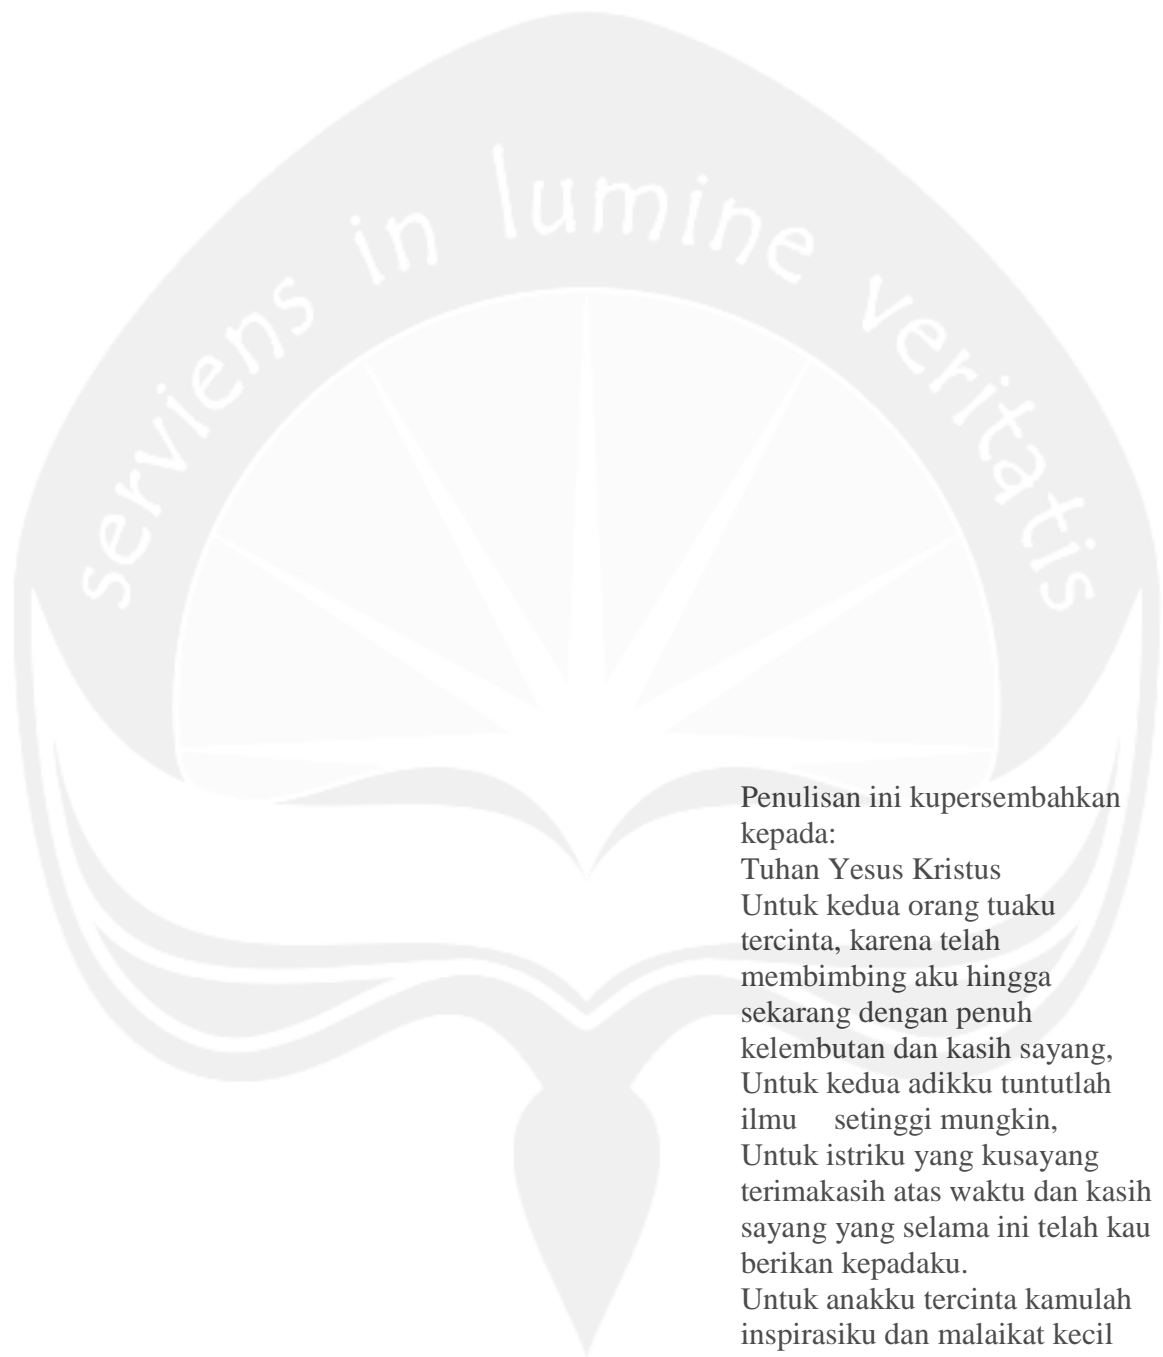 serviens in lumine veritatis
Penulisan ini kupersembahkan
kepada:
Tuhan Yesus Kristus
Untuk kedua orang tuaku
tercinta, karena telah
membimbing aku hingga
sekarang dengan penuh
kelembutan dan kasih sayang,
Untuk kedua adikku tuntutlah
ilmu setinggi mungkin,
Untuk istriku yang kusayang
terimakasih atas waktu dan kasih
sayang yang selama ini telah kau
berikan kepadaku.
Untuk anakku tercinta kamulah
inspirasiku dan malaikat kecil